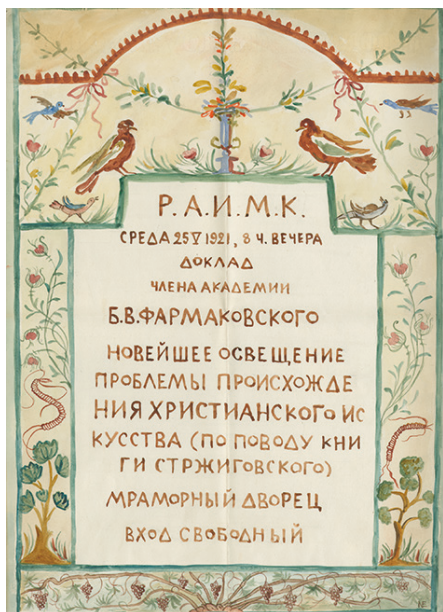 Р.А.И.М.К.
СРЕДА 25 V 1921, 8 Ч. ВЕЧЕРА
ДОКЛАД
ЧЛЕНА АКАДЕМИИ
Б.В.ФАРМАКОВСКОГО
НОВЕЙШЕЕ ОСВЕЩЕНИЕ
ПРОБЛЕМЫ ПРОИСХОЖДЕ
НИЯ ХРИСТИАНСКОГО ИС
КУССТВА (ПО ПОВОДУ КНИ
ГИ СТРЖИГОВСКОГО)
МРАМОРНЫЙ ДВОРЕЦ
ВХОД СВОБОДНЫЙ